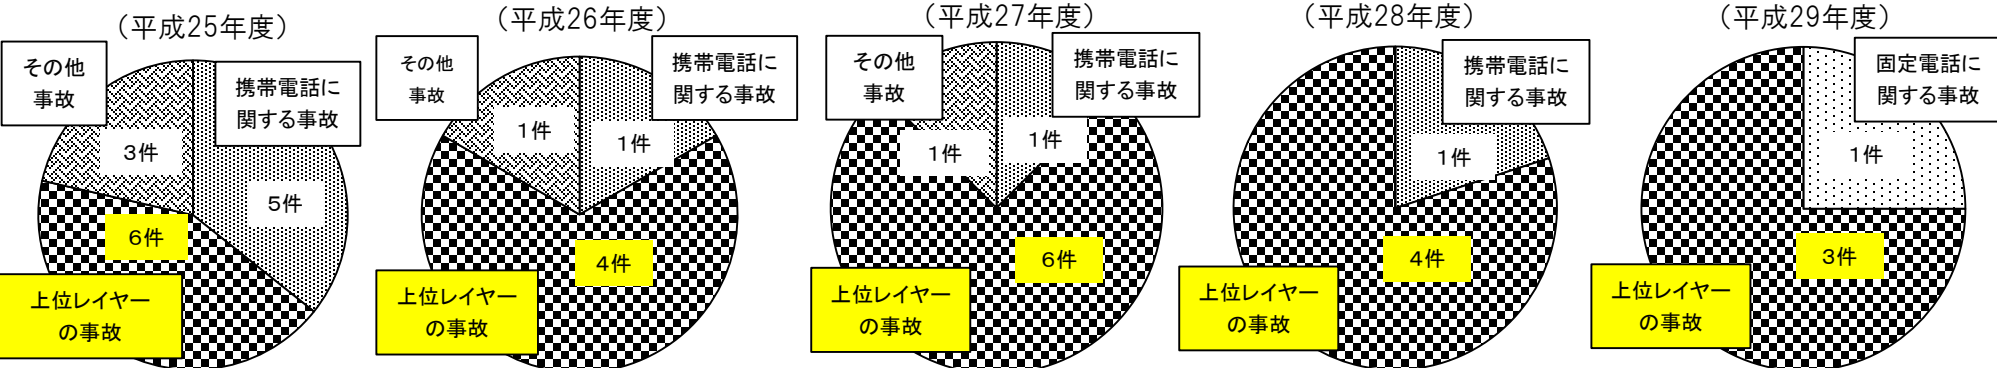 (平成25年度)
その他
事故
携帯電話に
関する事故
3件
5件
6件
上位レイヤー
の事故
(平成26年度)
その他
事故
携帯電話に
関する事故
1件
1件
4件
上位レイヤー
の事故
(平成27年度)
その他
事故
携帯電話に
関する事故
1件
1件
6件
上位レイヤー
の事故
(平成28年度)
携帯電話に
関する事故
1件
4件
上位レイヤー
の事故
(平成29年度)
固定電話に
関する事故
1件
3件
上位レイヤー
の事故